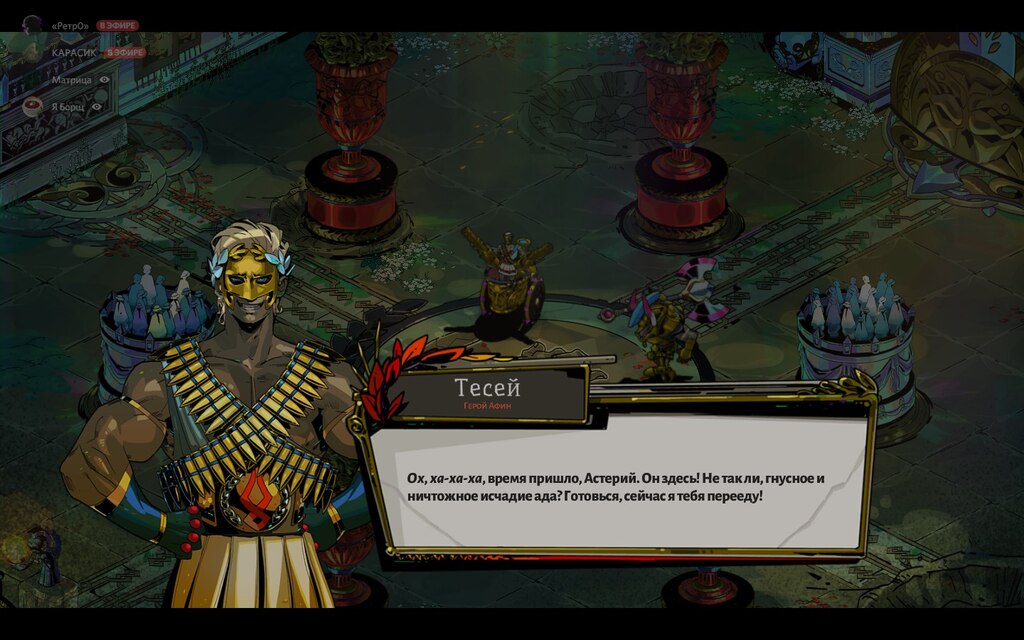 «РетрО» В ЭФИРЕ
КАРАСИК В ЭФИРЕ
Матрица
Я Борщ
Тесей
Герой Афин
Ох, ха-ха-ха, время пришло, Астерий. Он здесь! Не так ли, гнусное и
ничтожное исчадие ада? Готовься, сейчас я тебя перееду!